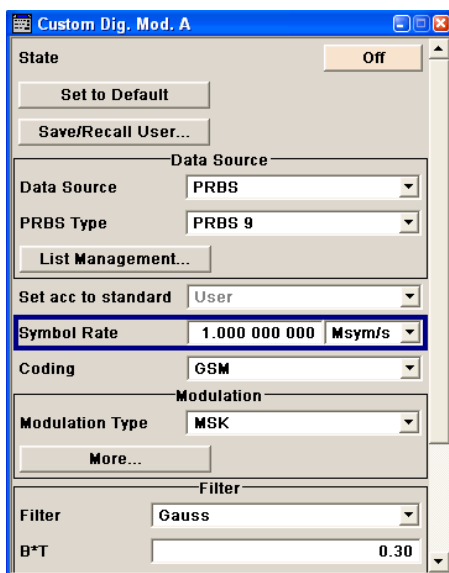 Custom Dig. Mod. A
State Off
Set to Default
Save/Recall User...
Data Source
Data Source PRBS
PRBS Type PRBS 9
List Management...
Set acc to standard User
Symbol Rate 1.000 000 000 Msym/s
Coding GSM
Modulation
Modulation Type MSK
More...
Filter
Filter Gauss
B*T 0.30